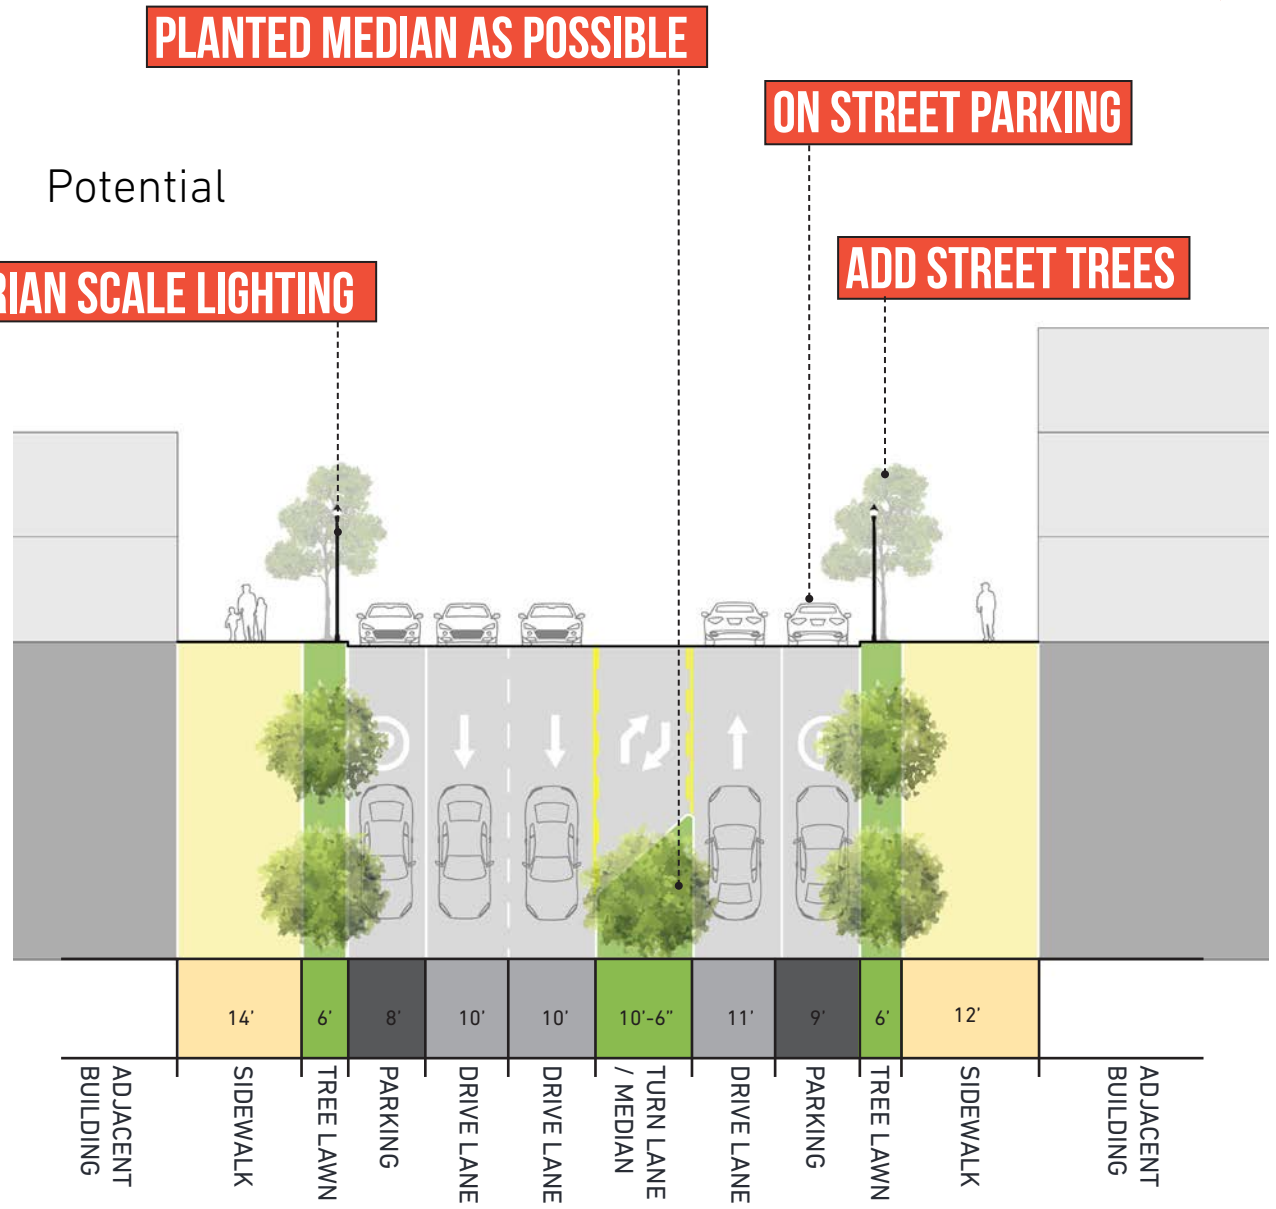 PLANTED MEDIAN AS POSSIBLE
ON STREET PARKING
Potential
ADD STREET TREES
RIAN SCALE LIGHTING
14'
6'
8'
10'
10'
10'-6"
11'
9'
6'
12'
ADJACENT
BUILDING
SIDEWALK
TREE LAWN
PARKING
DRIVE LANE
DRIVE LANE
TURN LANE
/ MEDIAN
DRIVE LANE
PARKING
TREE LAWN
SIDEWALK
ADJACENT
BUILDING